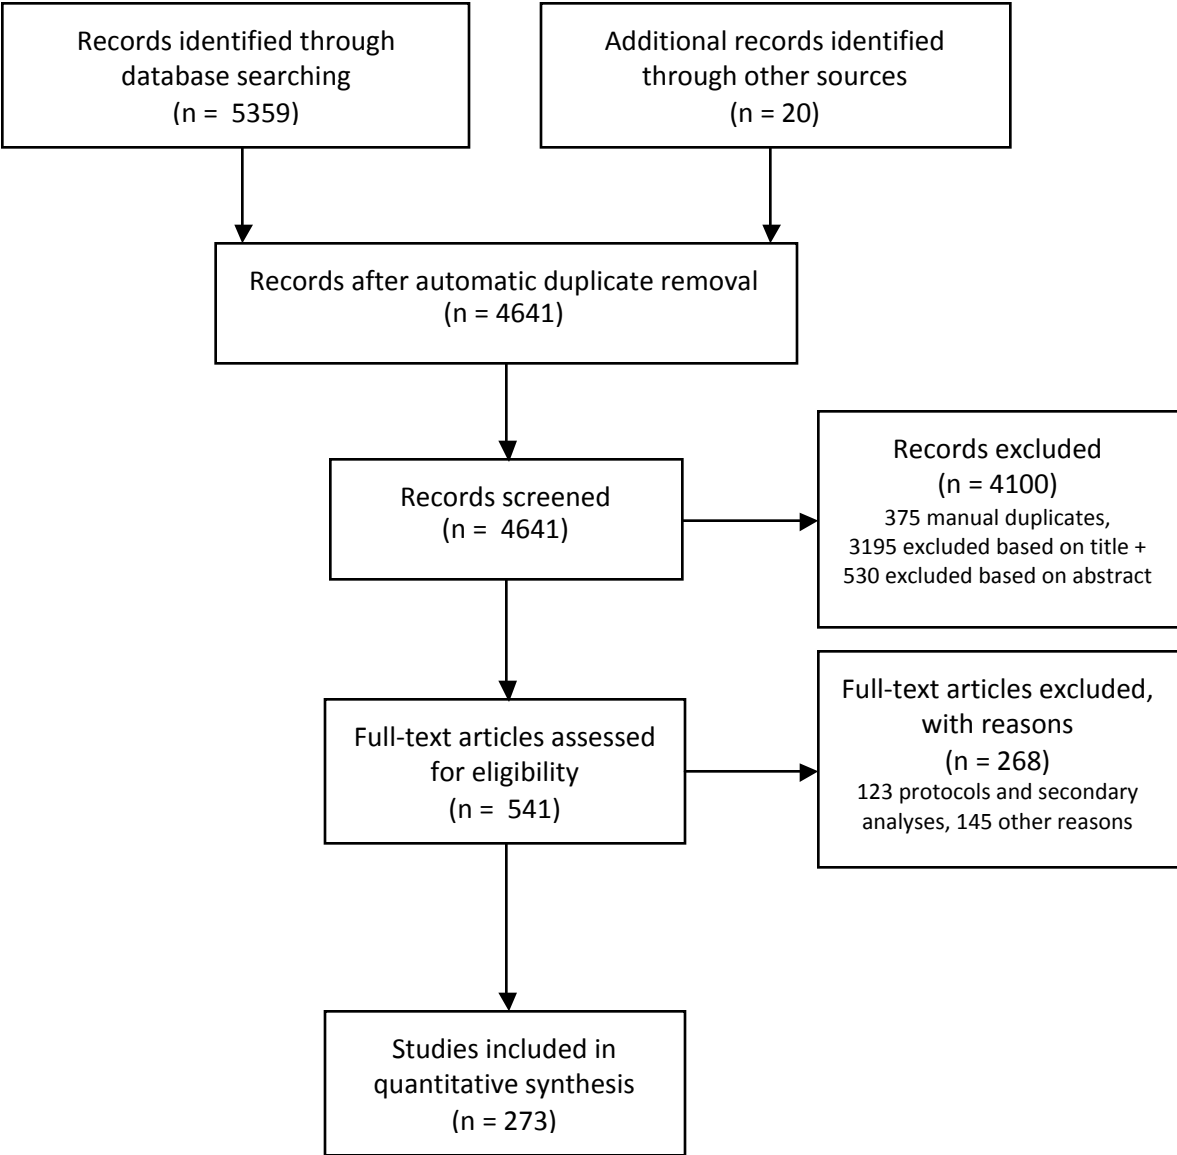 Records identified through
database searching
(n =  5359)
Additional records identified
through other sources
(n = 20)
Records after automatic duplicate removal
(n = 4641)
Records screened
(n =  4641)
Records excluded
(n = 4100)
375 manual duplicates,
3195 excluded based on title +
530 excluded based on abstract
Full-text articles assessed
for eligibility
(n =  541)
Full-text articles excluded,
with reasons
(n = 268)
123 protocols and secondary
analyses, 145 other reasons
Studies included in
quantitative synthesis
(n = 273)